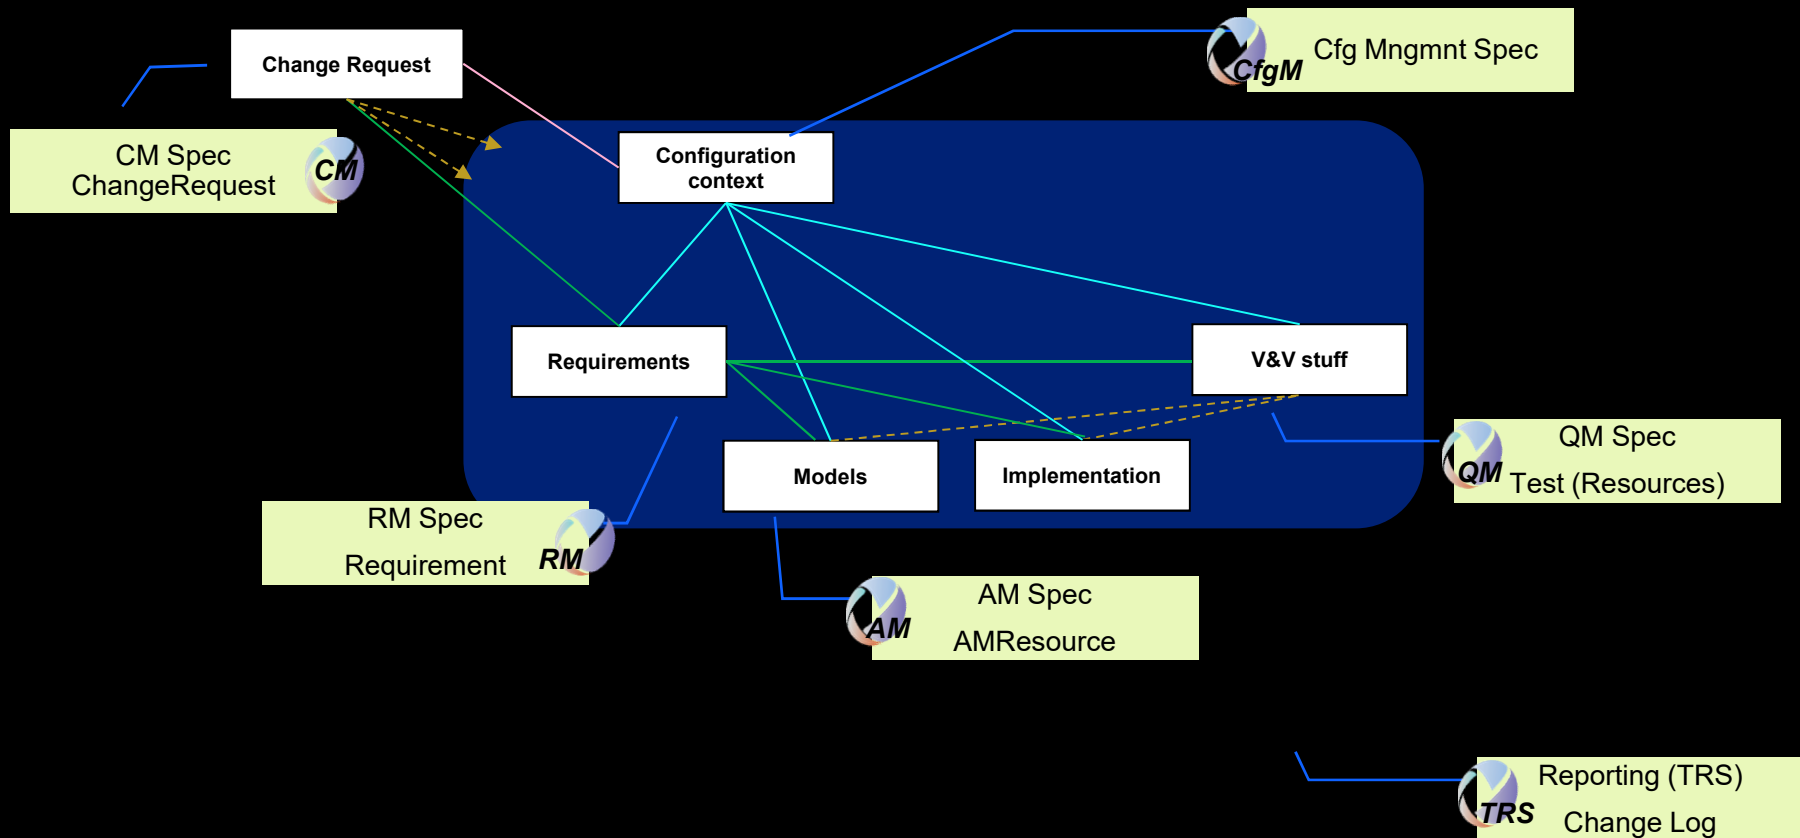 Change Request
Cfg Mngmnt Spec
CfgM
CM Spec
ChangeRequest
CM
Configuration
context
Requirements
V&V stuff
Models
Implementation
QM Spec
Test (Resources)
QM
RM Spec
Requirement
RM
AM Spec
AMResource
AM
Reporting (TRS)
Change Log
TRS